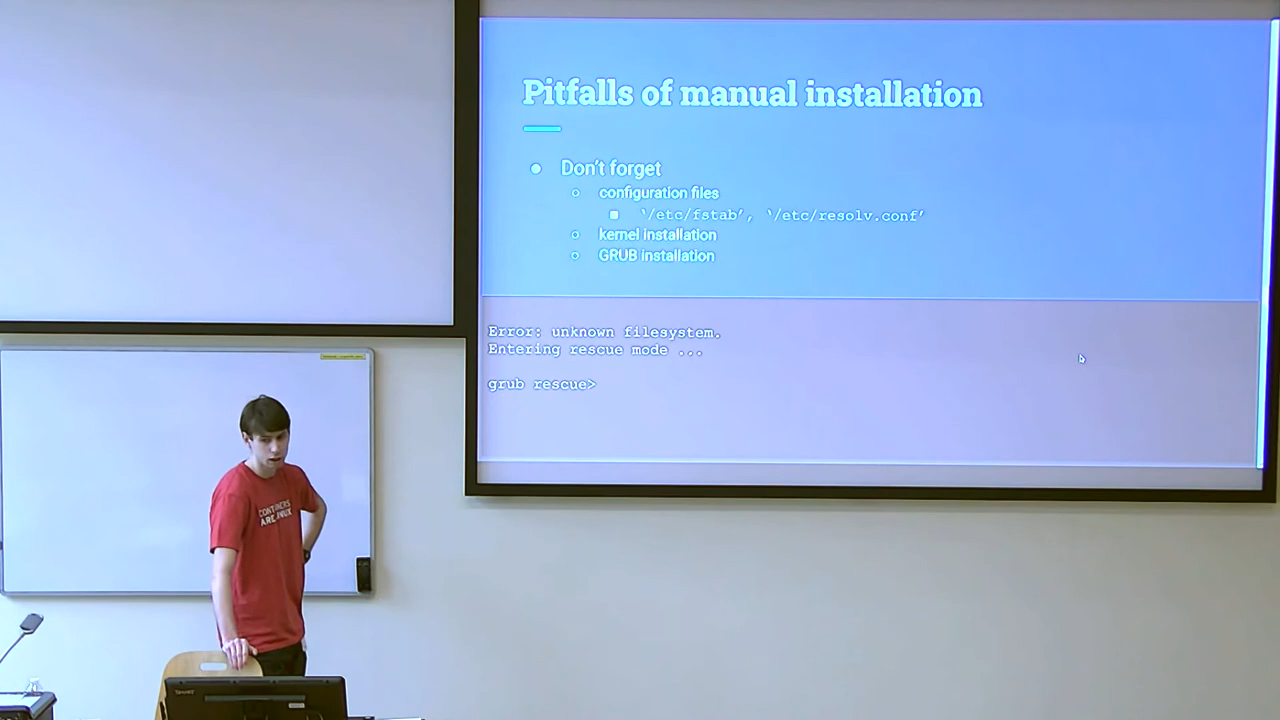 Pitfalls of manual installation
Don't forget
configuration files
'/etc/fstab', '/etc/resolv.conf'
kernel installation
GRUB installation
Error: unknown filesystem.
Entering rescue mode ...
grub rescue>
CONTAINERS
ARE LINUX